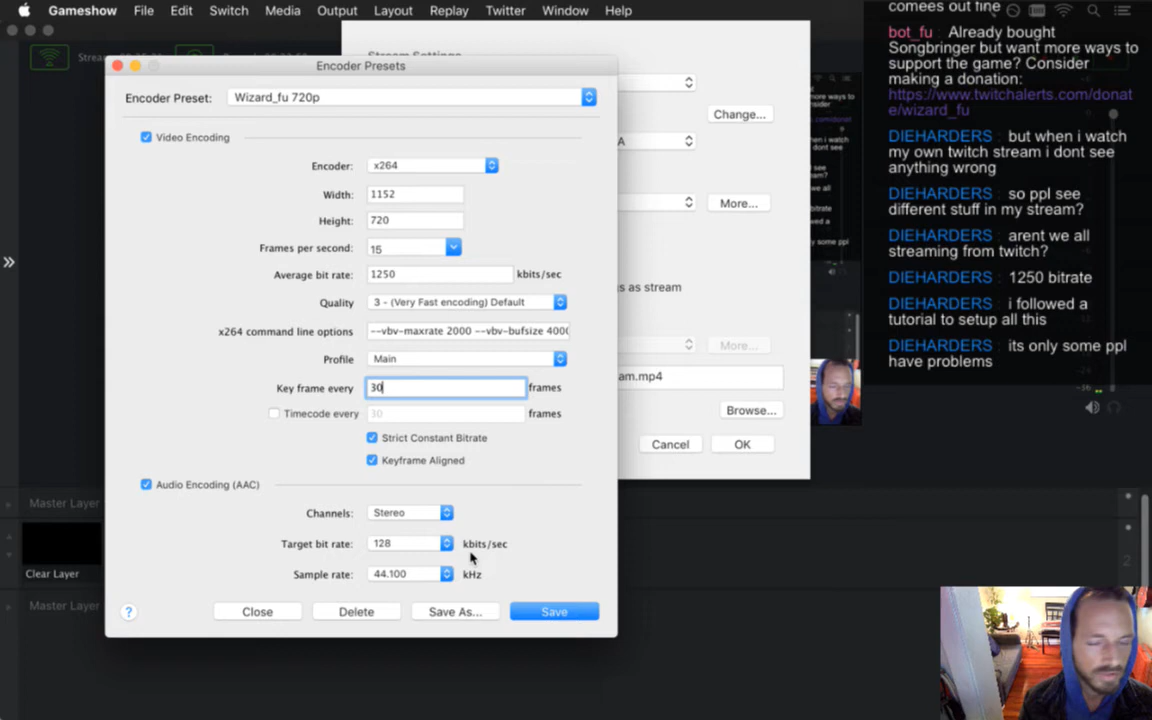 Gameshow File Edit Switch Media Output Layout Replay Twitter Window Help
Encoder Presets
Encoder Preset: Wizard_fu 720p
Video Encoding
Encoder: x264
Width: 1152
Height: 720
Frames per second: 15
Average bit rate: 1250 kbits/sec
Quality 3 - (Very Fast encoding) Default
x264 command line options --vbv-maxrate 2000 --vbv-bufsize 4000
Profile Main
Key frame every 30 frames
Timecode every 30 frames
Strict Constant Bitrate
Keyframe Aligned
Audio Encoding (AAC)
Channels: Stereo
Target bit rate: 128 kbits/sec
Sample rate: 44.100 kHz
? Close Delete Save As... Save
Change...
A
More...
s as stream
More...
am.mp4
Browse...
Cancel OK
Master Layer
Clear Layer
Master Layer
2
comees out fine
bot_fu : Already bought
Songbringer but want more ways to
support the game? Consider
making a donation:
https://www.twitchalerts.com/donat
e/wizard_fu
DIEHARDERS : but when i watch
my own twitch stream i dont see
anything wrong
DIEHARDERS : so ppl see
different stuff in my stream?
DIEHARDERS : arent we all
streaming from twitch?
DIEHARDERS : 1250 bitrate
DIEHARDERS : i followed a
tutorial to setup all this
DIEHARDERS : its only some ppl
have problems